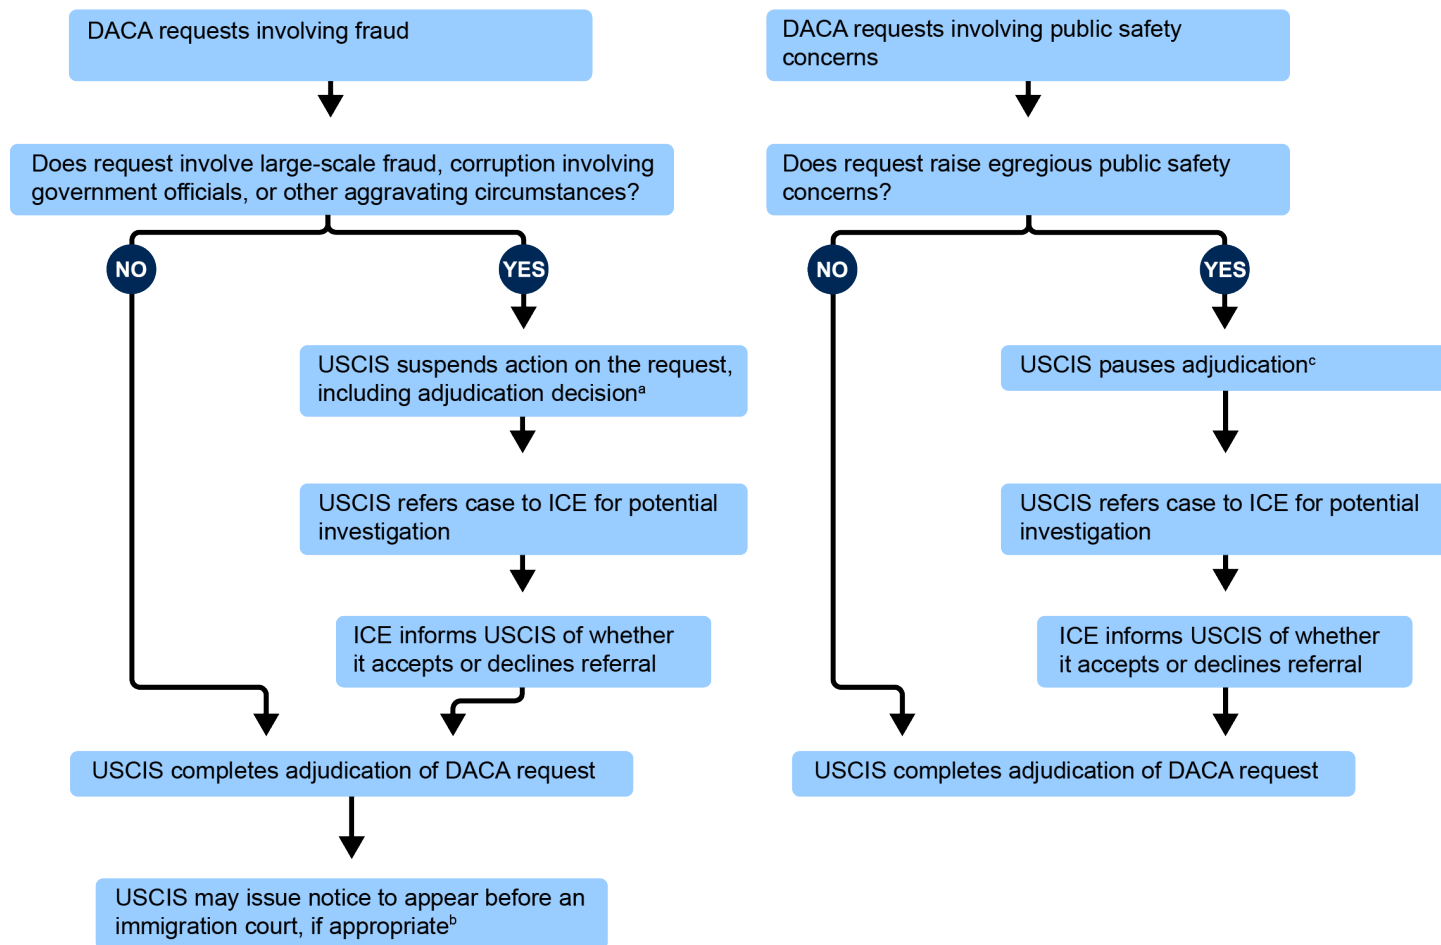 DACA requests involving fraud
Does request involve large-scale fraud, corruption involving
government officials, or other aggravating circumstances?
NO
YES
USCIS suspends action on the request,
including adjudication decisionᵃ
USCIS refers case to ICE for potential
investigation
ICE informs USCIS of whether
it accepts or declines referral
USCIS completes adjudication of DACA request
USCIS may issue notice to appear before an
immigration court, if appropriateᵇ
DACA requests involving public safety
concerns
Does request raise egregious public safety
concerns?
NO
YES
USCIS pauses adjudicationᶜ
USCIS refers case to ICE for potential
investigation
ICE informs USCIS of whether
it accepts or declines referral
USCIS completes adjudication of DACA request